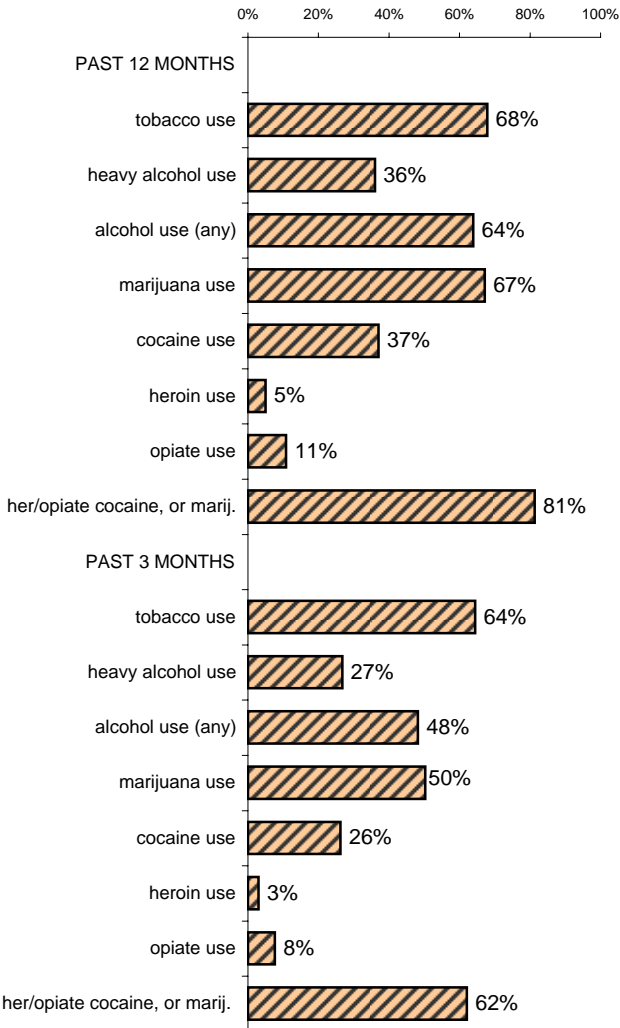 0% 20% 40% 60% 80% 100%
PAST 12 MONTHS
tobacco use 68%
heavy alcohol use 36%
alcohol use (any) 64%
marijuana use 67%
cocaine use 37%
heroin use 5%
opiate use 11%
her/opiate cocaine, or marij. 81%
PAST 3 MONTHS
tobacco use 64%
heavy alcohol use 27%
alcohol use (any) 48%
marijuana use 50%
cocaine use 26%
heroin use 3%
opiate use 8%
her/opiate cocaine, or marij. 62%